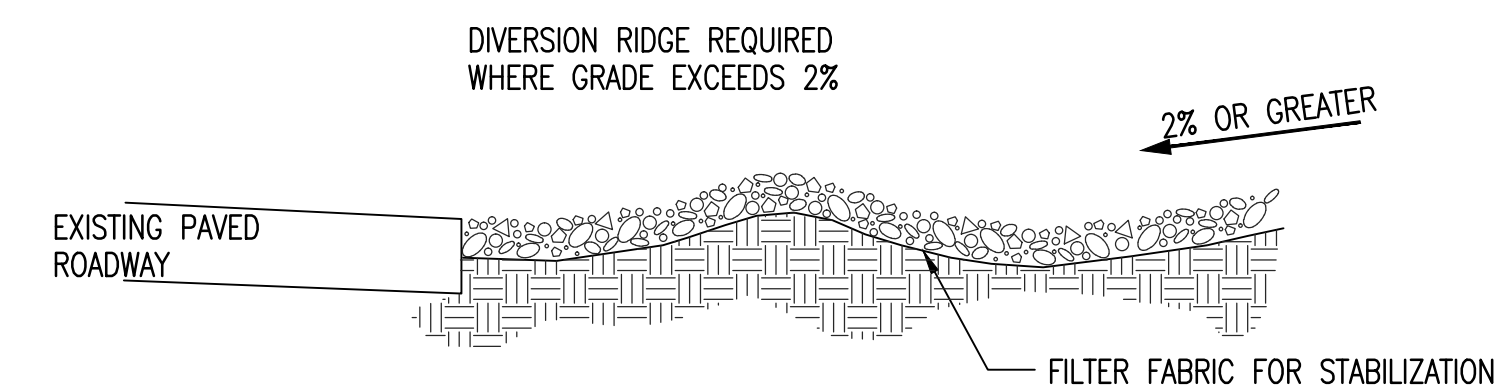 DIVERSION RIDGE REQUIRED
WHERE GRADE EXCEEDS 2%
2% OR GREATER
EXISTING PAVED
ROADWAY
FILTER FABRIC FOR STABILIZATION